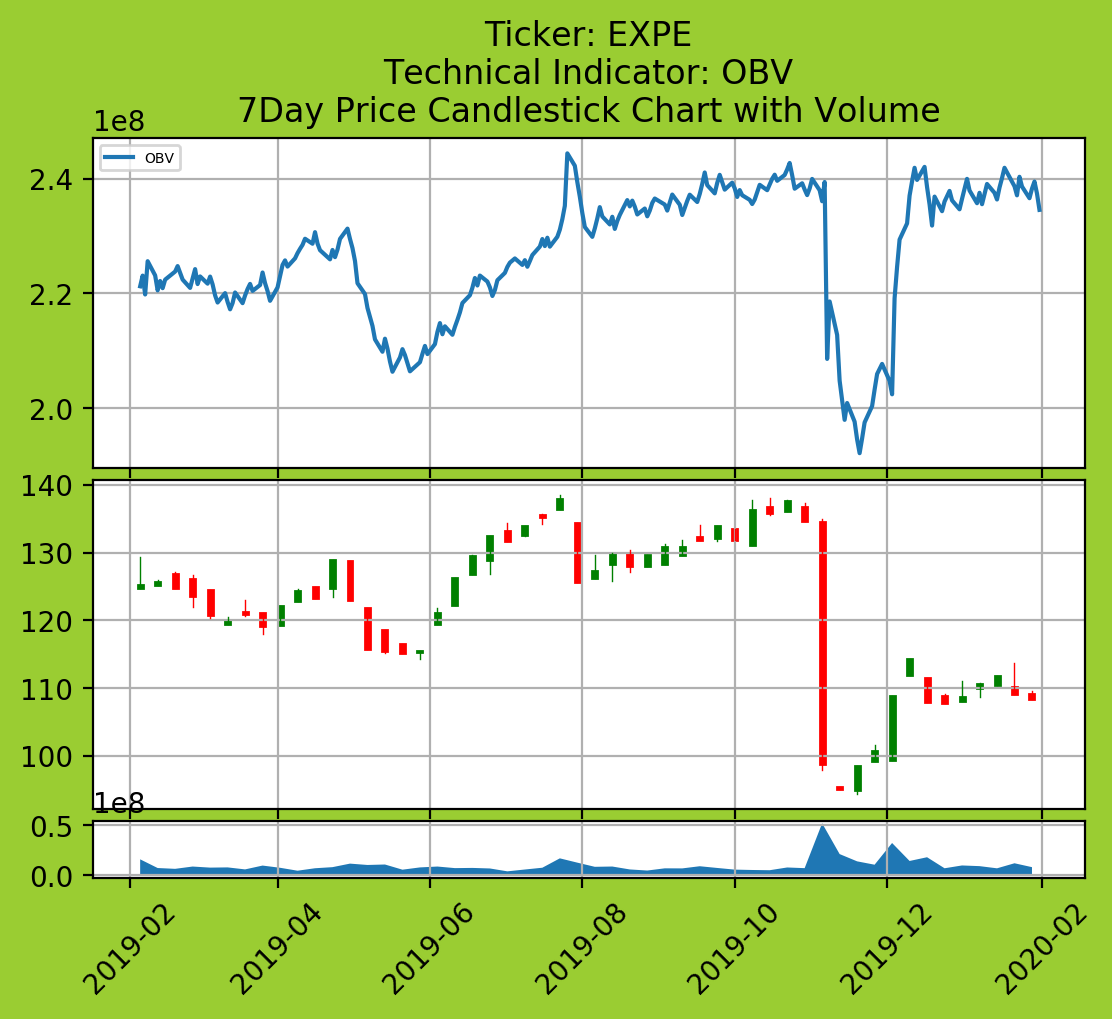 Ticker: EXPE
Technical Indicator: OBV
7Day Price Candlestick Chart with Volume
1e8
OBV
2.4
2.2
2.0
140
130
120
110
100
1e8
0.5
0.0
2019-02
2019-04
2019-06
2019-08
2019-10
2019-12
2020-02